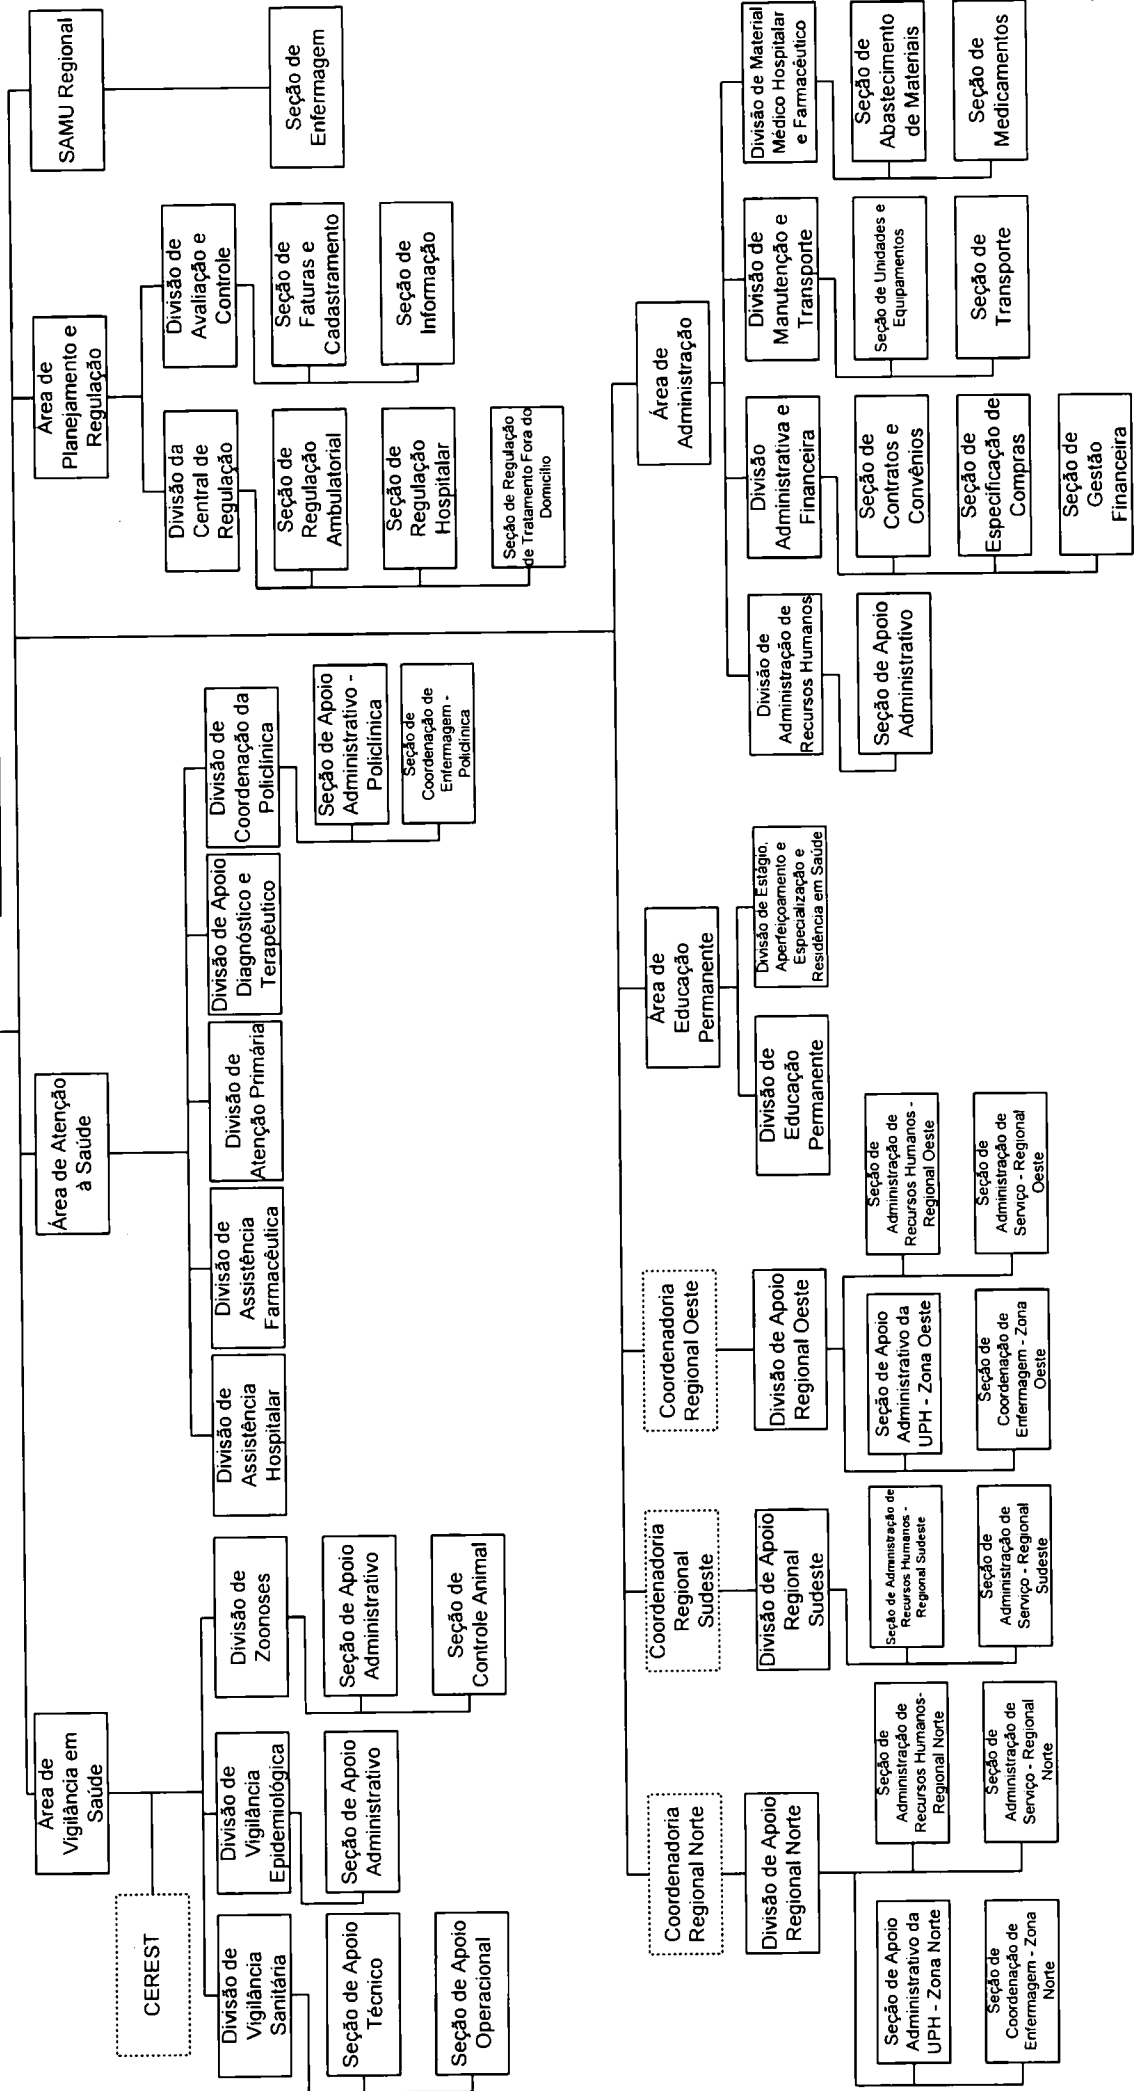 Área de
Vigilância em
Saúde
CEREST
Divisão de
Vigilância
Sanitária
Seção de Apoio
Técnico
Seção de Apoio
Operacional
Divisão de
Vigilância
Epidemiológica
Seção de Apoio
Administrativo
Divisão de
Zoonoses
Seção de Apoio
Administrativo
Seção de
Controle Animal
Área de Atenção
à Saúde
Divisão de
Assistência
Hospitalar
Divisão de
Assistência
Farmacêutica
Divisão de
Atenção Primária
Divisão de Apoio
Diagnóstico e
Terapêutico
Divisão de
Coordenação da
Policlínica
Seção de Apoio
Administrativo -
Policlínica
Seção de
Coordenação de
Enfermagem -
Policlínica
Área de
Planejamento e
Regulação
Divisão da
Central de
Regulação
Seção de
Regulação
Ambulatorial
Seção de
Regulação
Hospitalar
Seção de Regulação
de Tratamento Fora do
Domicílio
Divisão de
Avaliação e
Controle
Seção de
Faturas e
Cadastramento
Seção de
Informação
SAMU Regional
Seção de
Enfermagem
Coordenadoria
Regional Norte
Divisão de Apoio
Regional Norte
Seção de Apoio
Administrativo da
UPH - Zona Norte
Seção de
Coordenação de
Enfermagem - Zona
Norte
Seção de
Administração de
Recursos Humanos-
Regional Norte
Seção de
Administração de
Serviço - Regional
Norte
Coordenadoria
Regional
Sudeste
Divisão de Apoio
Regional
Sudeste
Seção de Administração de
Recursos Humanos -
Regional Sudeste
Seção de
Administração de
Serviço - Regional
Sudeste
Coordenadoria
Regional Oeste
Divisão de Apoio
Regional Oeste
Seção de Apoio
Administrativo da
UPH - Zona Oeste
Seção de
Coordenação de
Enfermagem - Zona
Oeste
Seção de
Administração de
Recursos Humanos -
Regional Oeste
Seção de
Administração de
Serviço - Regional
Oeste
Área de
Educação
Permanente
Divisão de
Educação
Permanente
Divisão de Estágio,
Aperfeiçoamento e
Especialização e
Residência em Saúde
Área de
Administração
Divisão de
Administração de
Recursos Humanos
Seção de Apoio
Administrativo
Divisão
Administrativa e
Financeira
Seção de
Contratos e
Convênios
Seção de
Especificação de
Compras
Seção de
Gestão
Financeira
Divisão de
Manutenção e
Transporte
Seção de Unidades e
Equipamentos
Seção de
Transporte
Divisão de Material
Médico Hospitalar
e Farmacêutico
Seção de
Abastecimento
de Materiais
Seção de
Medicamentos